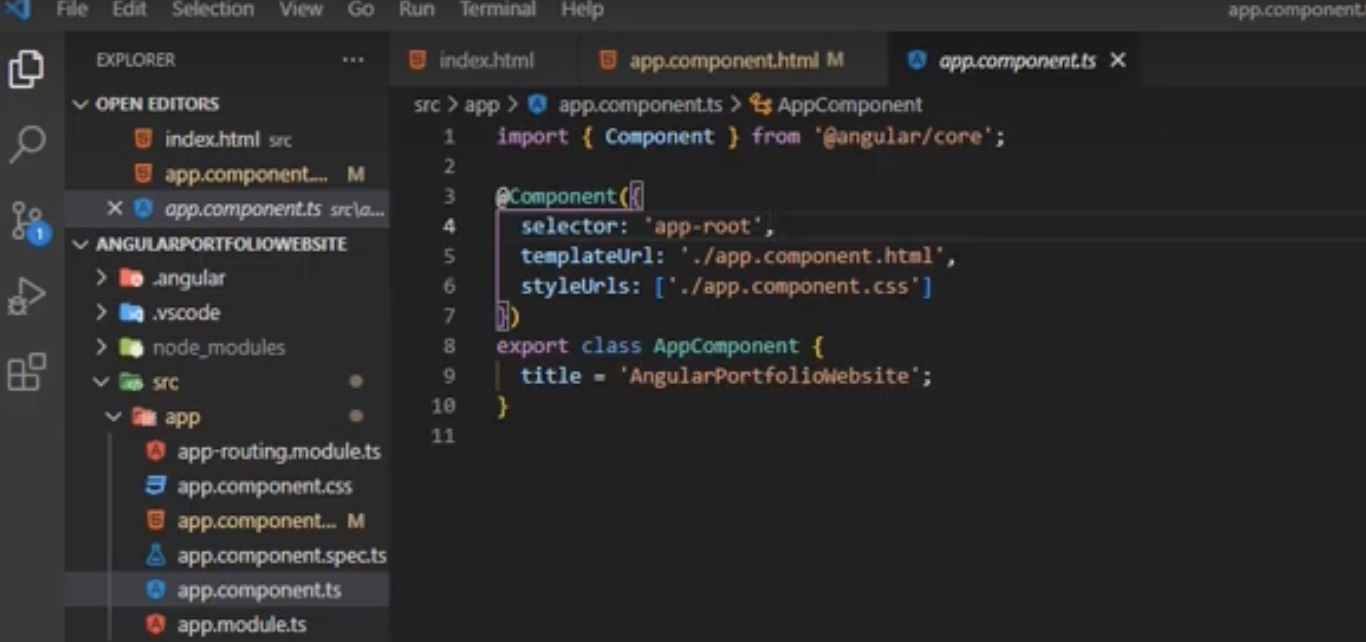 File Edit Selection View Go Run Terminal Help
app.component.
EXPLORER ...
OPEN EDITORS
index.html src
app.component.... M
app.component.ts src\a...
1
ANGULARPORTFOLIOWEBSITE
.angular
.vscode
node_modules
src
app
app-routing.module.ts
app.component.css
app.component... M
app.component.spec.ts
app.component.ts
app.module.ts
index.html
app.component.html M
app.component.ts
src > app > app.component.ts > AppComponent
1 import { Component } from '@angular/core';
2
3 @Component({
4 selector: 'app-root',
5 templateUrl: './app.component.html',
6 styleUrls: ['./app.component.css']
7 })
8 export class AppComponent {
9 title = 'AngularPortfolioWebsite';
10 }
11